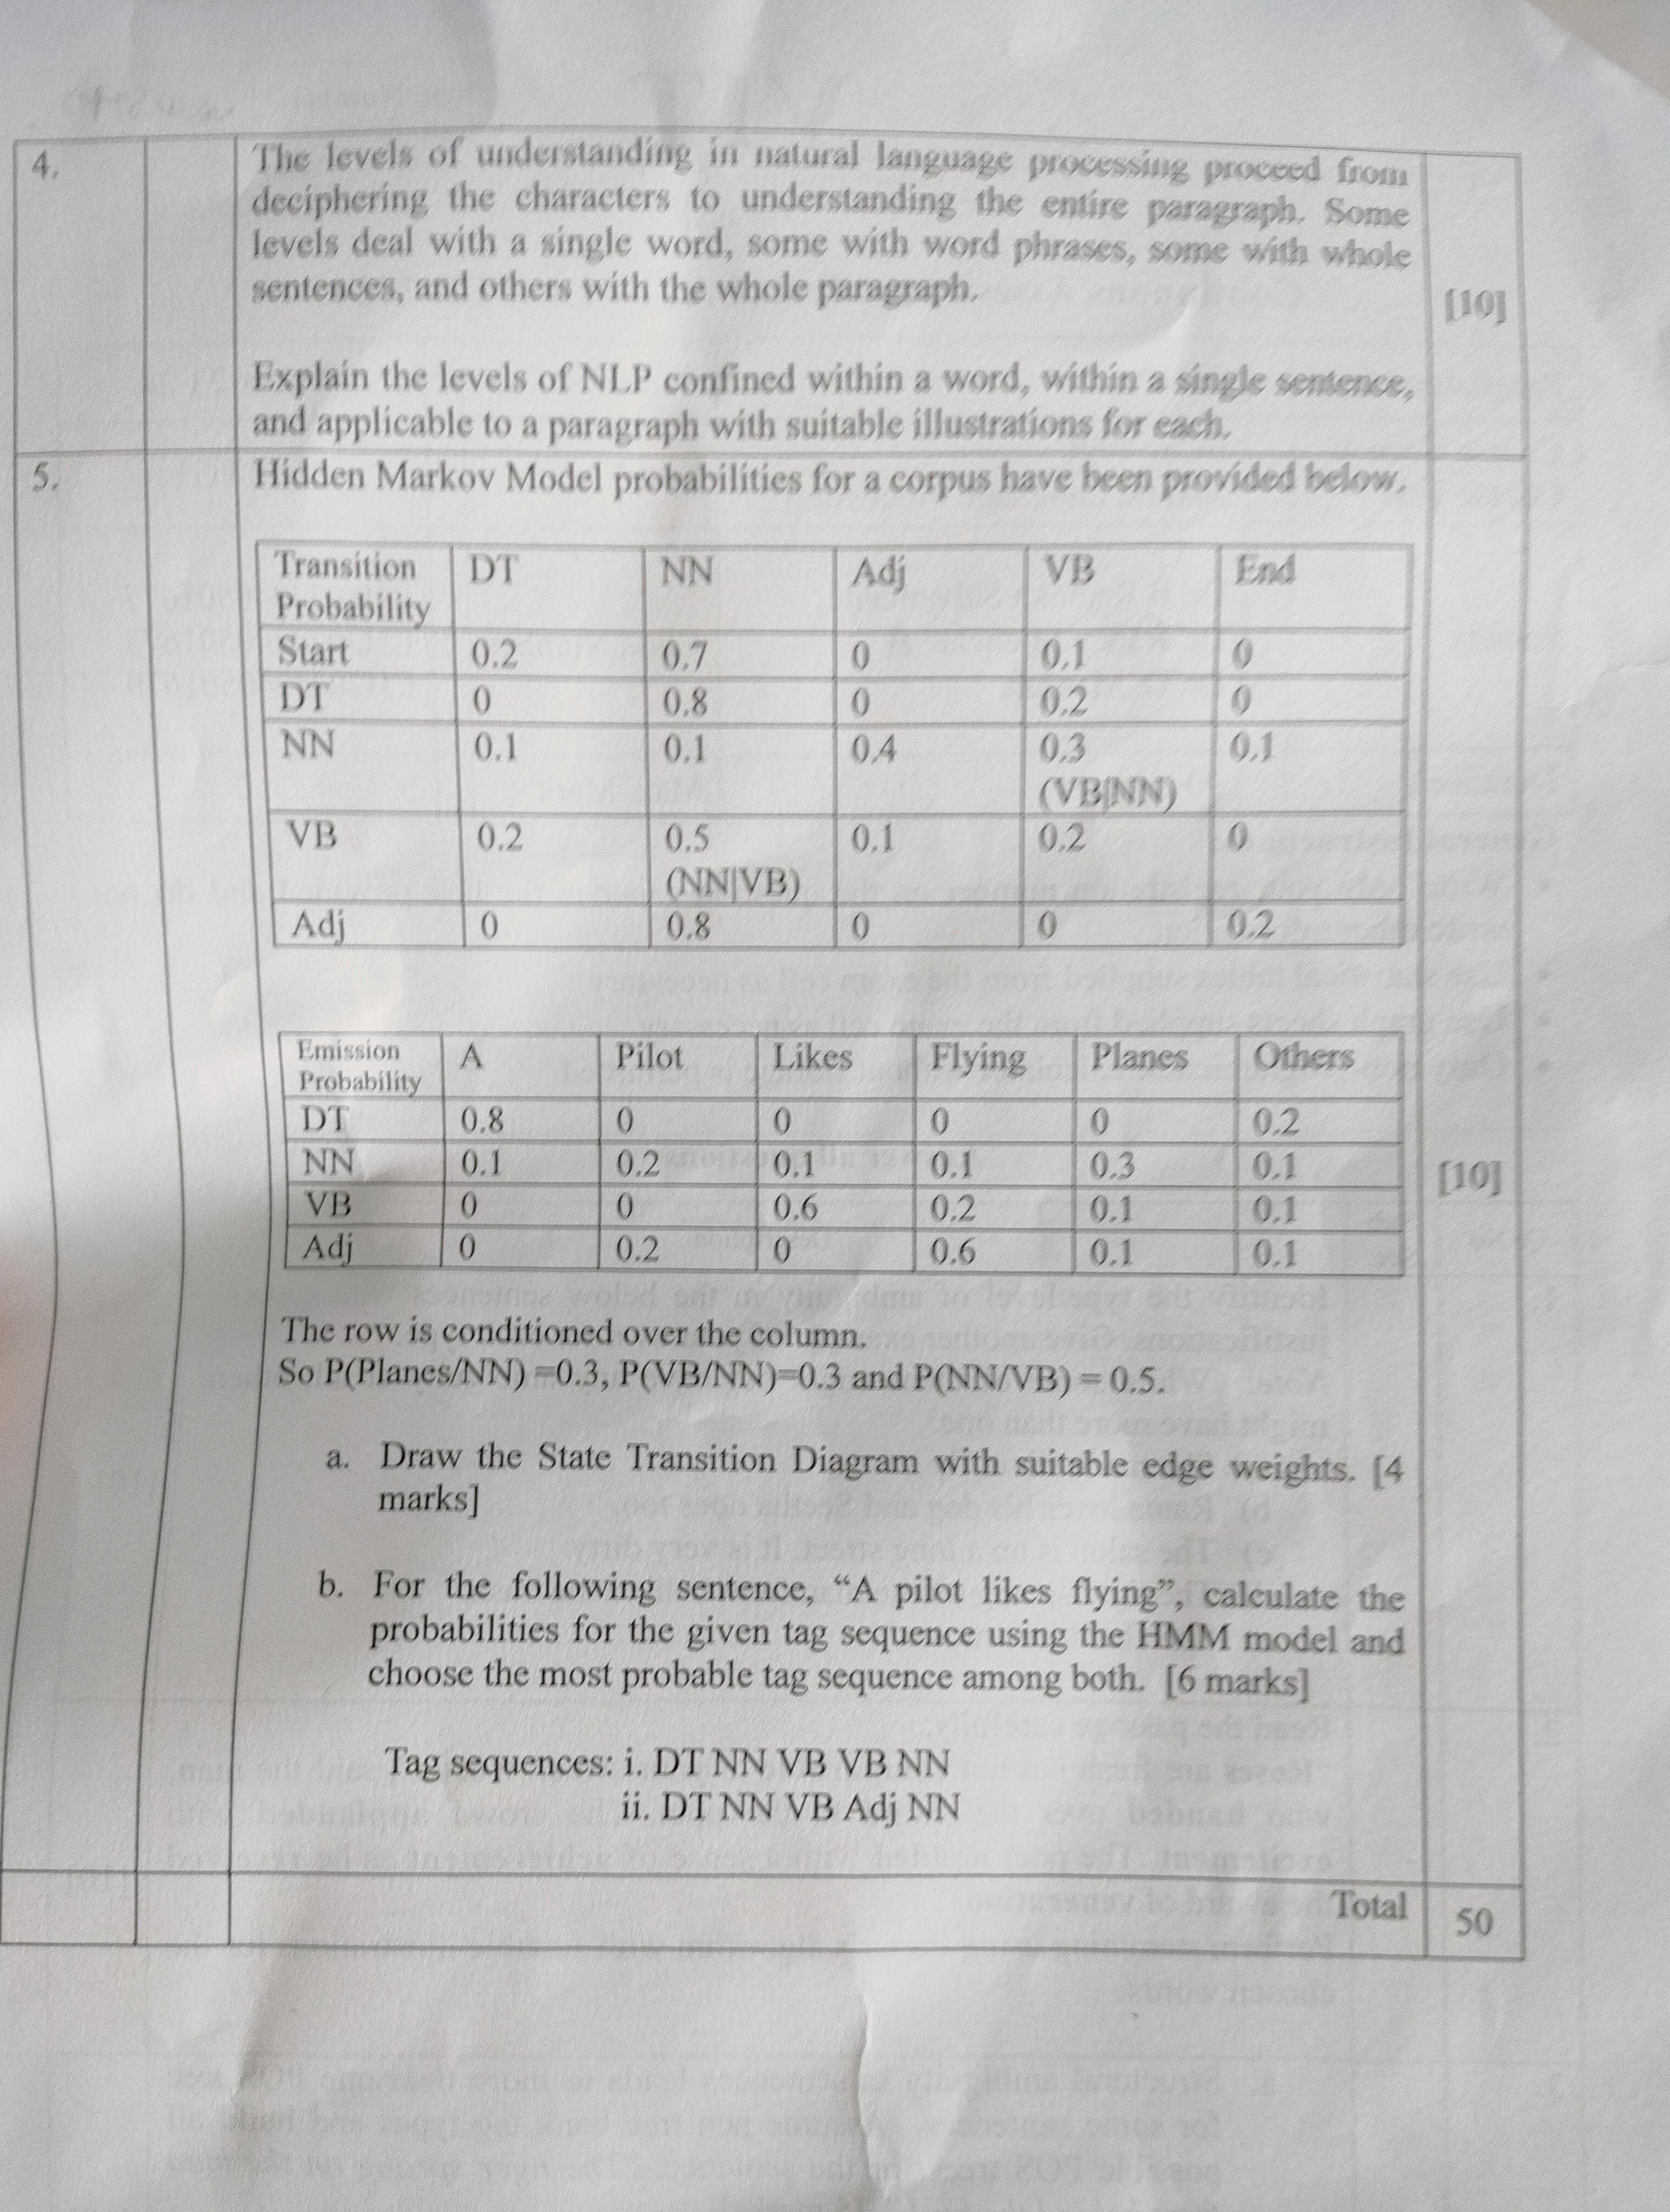 4.
The levels of understanding in natural language processing proceed from
deciphering the characters to understanding the entire paragraph. Some
levels deal with a single word, some with word phrases, some with whole
sentences, and others with the whole paragraph.
[10]
Explain the levels of NLP confined within a word, within a single sentence,
and applicable to a paragraph with suitable illustrations for each.
5.
Hidden Markov Model probabilities for a corpus have been provided below.
Transition Probability DT NN Adj VB End
Start 0.2 0.7 0 0.1 0
DT 0 0.8 0 0.2 0
NN 0.1 0.1 0.4 0.3 (VB|NN) 0.1
VB 0.2 0.5 (NN|VB) 0.1 0.2 0
Adj 0 0.8 0 0 0.2
Emission Probability A Pilot Likes Flying Planes Others
DT 0.8 0 0 0 0 0.2
NN 0.1 0.2 0.1 0.1 0.3 0.1
[10]
VB 0 0 0.6 0.2 0.1 0.1
Adj 0 0.2 0 0.6 0.1 0.1
The row is conditioned over the column.
So P(Planes/NN) =0.3, P(VB/NN)=0.3 and P(NN/VB) = 0.5.
a. Draw the State Transition Diagram with suitable edge weights. [4
marks]
b. For the following sentence, “A pilot likes flying”, calculate the
probabilities for the given tag sequence using the HMM model and
choose the most probable tag sequence among both. [6 marks]
Tag sequences: i. DT NN VB VB NN
ii. DT NN VB Adj NN
Total 50